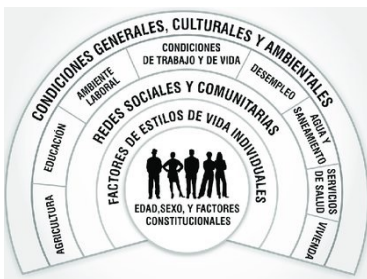 CONDICIONES GENERALES, CULTURALES Y AMBIENTALES
AGRICULTURA
EDUCACIÓN
AMBIENTE
LABORAL
CONDICIONES
DE TRABAJO Y DE VIDA
DESEMPLEO
AGUA Y
SANEAMIENTO
SERVICIOS
DE SALUD
VIVIENDA
REDES SOCIALES Y COMUNITARIAS
FACTORES DE ESTILOS DE VIDA INDIVIDUALES
EDAD,SEXO, Y FACTORES
CONSTITUCIONALES